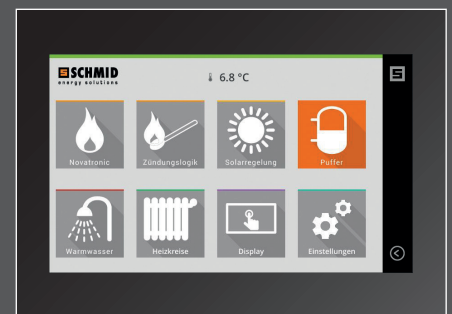 SCHMID
energy solutions
6.8 °C
Novatronic
Zündungslogik
Solarregelung
Puffer
Warmwasser
Heizkreise
Display
Einstellungen